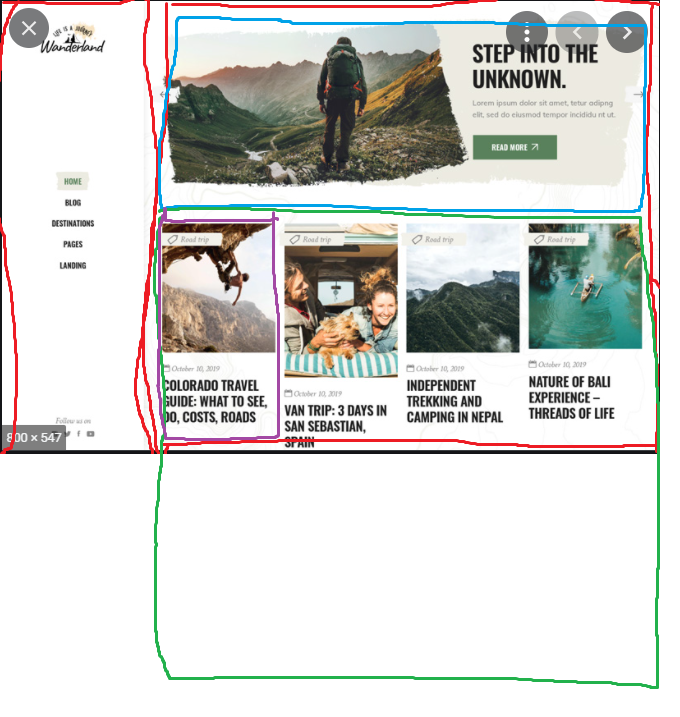 LIFE IS A JOURNEY
Wanderland
HOME
BLOG
DESTINATIONS
PAGES
LANDING
Follow us on
800 × 547
STEP INTO THE
UNKNOWN.
Lorem ipsum dolor sit amet, tetur adipng
elit, sed do eiusmod tempor incididu nt ut.
READ MORE
Road trip
October 10, 2019
COLORADO TRAVEL
GUIDE: WHAT TO SEE,
DO, COSTS, ROADS
Road trip
October 10, 2019
VAN TRIP: 3 DAYS IN
SAN SEBASTIAN,
SPAIN
Road trip
October 10, 2019
INDEPENDENT
TREKKING AND
CAMPING IN NEPAL
Road trip
October 10, 2019
NATURE OF BALI
EXPERIENCE –
THREADS OF LIFE